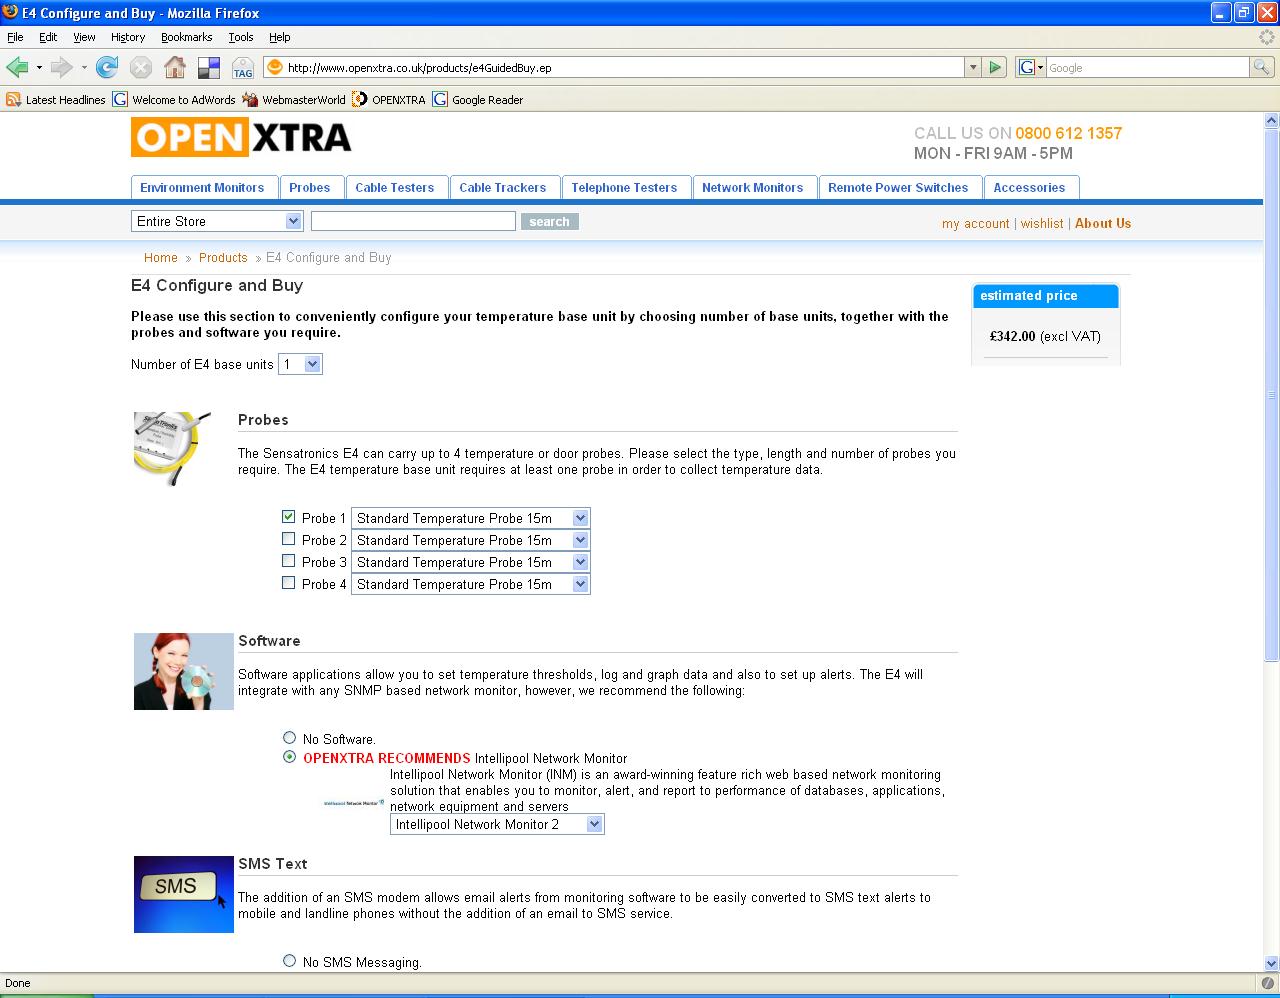 E4 Configure and Buy - Mozilla Firefox
File Edit View History Bookmarks Tools Help
TAG http://www.openxtra.co.uk/products/e4GuidedBuy.ep G Google
Latest Headlines G Welcome to AdWords WebmasterWorld OPENXTRA G Google Reader
OPENXTRA
CALL US ON 0800 612 1357
MON - FRI 9AM - 5PM
Environment Monitors Probes Cable Testers Cable Trackers Telephone Testers Network Monitors Remote Power Switches Accessories
Entire Store search my account | wishlist | About Us
Home » Products » E4 Configure and Buy
E4 Configure and Buy
estimated price
£342.00 (excl VAT)
Please use this section to conveniently configure your temperature base unit by choosing number of base units, together with the
probes and software you require.
Number of E4 base units 1
Probes
The Sensatronics E4 can carry up to 4 temperature or door probes. Please select the type, length and number of probes you
require. The E4 temperature base unit requires at least one probe in order to collect temperature data.
Probe 1 Standard Temperature Probe 15m
Probe 2 Standard Temperature Probe 15m
Probe 3 Standard Temperature Probe 15m
Probe 4 Standard Temperature Probe 15m
Software
Software applications allow you to set temperature thresholds, log and graph data and also to set up alerts. The E4 will
integrate with any SNMP based network monitor, however, we recommend the following:
No Software.
OPENXTRA RECOMMENDS Intellipool Network Monitor
Intellipool Network Monitor (INM) is an award-winning feature rich web based network monitoring
solution that enables you to monitor, alert, and report to performance of databases, applications,
Intellipool Network Monitor network equipment and servers
Intellipool Network Monitor 2
SMS Text
SMS
The addition of an SMS modem allows email alerts from monitoring software to be easily converted to SMS text alerts to
mobile and landline phones without the addition of an email to SMS service.
No SMS Messaging.
Done